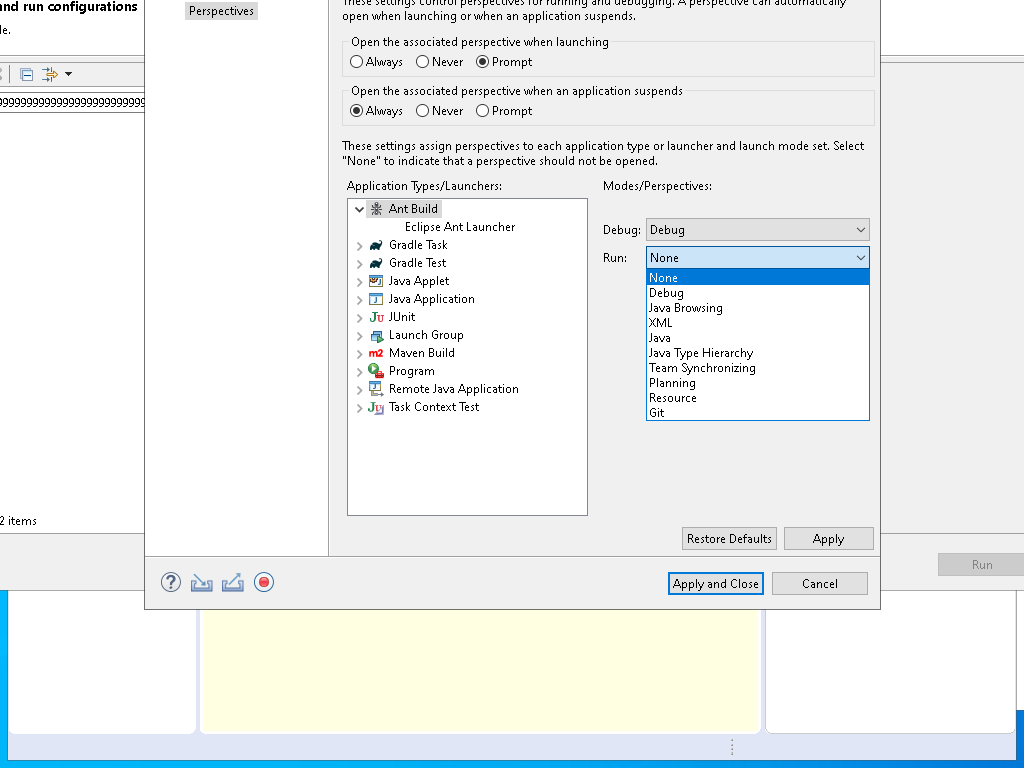 and run configurations
Perspectives
These settings control perspectives for running and debugging. A perspective can automatically
open when launching or when an application suspends.
Open the associated perspective when launching
Always
Never
Prompt
Open the associated perspective when an application suspends
Always
Never
Prompt
These settings assign perspectives to each application type or launcher and launch mode set. Select
"None" to indicate that a perspective should not be opened.
Application Types/Launchers:
Modes/Perspectives:
Ant Build
Eclipse Ant Launcher
Gradle Task
Gradle Test
Java Applet
Java Application
JUnit
Launch Group
Maven Build
Program
Remote Java Application
Task Context Test
Debug:
Debug
Run:
None
None
Debug
Java Browsing
XML
Java
Java Type Hierarchy
Team Synchronizing
Planning
Resource
Git
2 items
Restore Defaults
Apply
Run
Apply and Close
Cancel